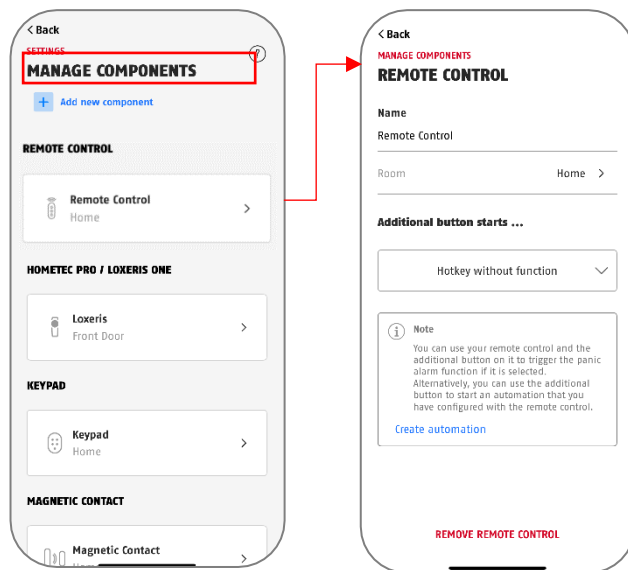 Back
SETTINGS
?
MANAGE COMPONENTS
+ Add new component
REMOTE CONTROL
Remote Control
Home
HOMETEC PRO / LOXERIS ONE
Loxeris
Front Door
KEYPAD
Keypad
Home
MAGNETIC CONTACT
Magnetic Contact
Home
Back
MANAGE COMPONENTS
REMOTE CONTROL
Name
Remote Control
Room Home
Additional button starts ...
Hotkey without function
i Note
You can use your remote control and the
additional button on it to trigger the panic
alarm function if it is selected.
Alternatively, you can use the additional
button to start an automation that you
have configured with the remote control.
Create automation
REMOVE REMOTE CONTROL